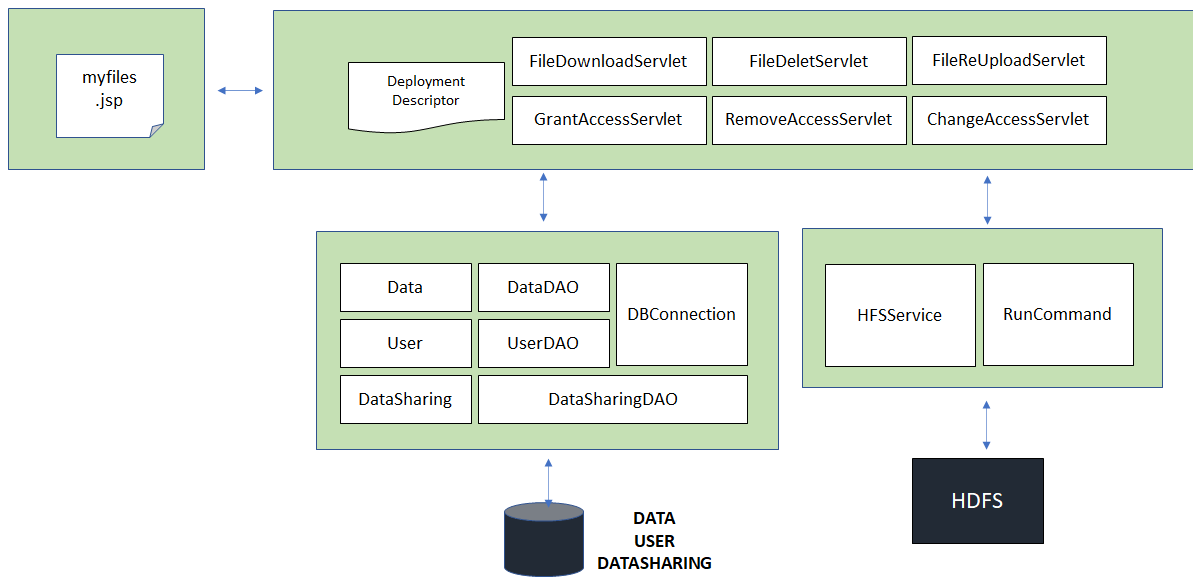 myfiles
.jsp
Deployment
Descriptor
FileDownloadServlet
FileDeletServlet
FileReUploadServlet
GrantAccessServlet
RemoveAccessServlet
ChangeAccessServlet
Data
DataDAO
DBConnection
User
UserDAO
DataSharing
DataSharingDAO
HFSService
RunCommand
HDFS
DATA
USER
DATASHARING